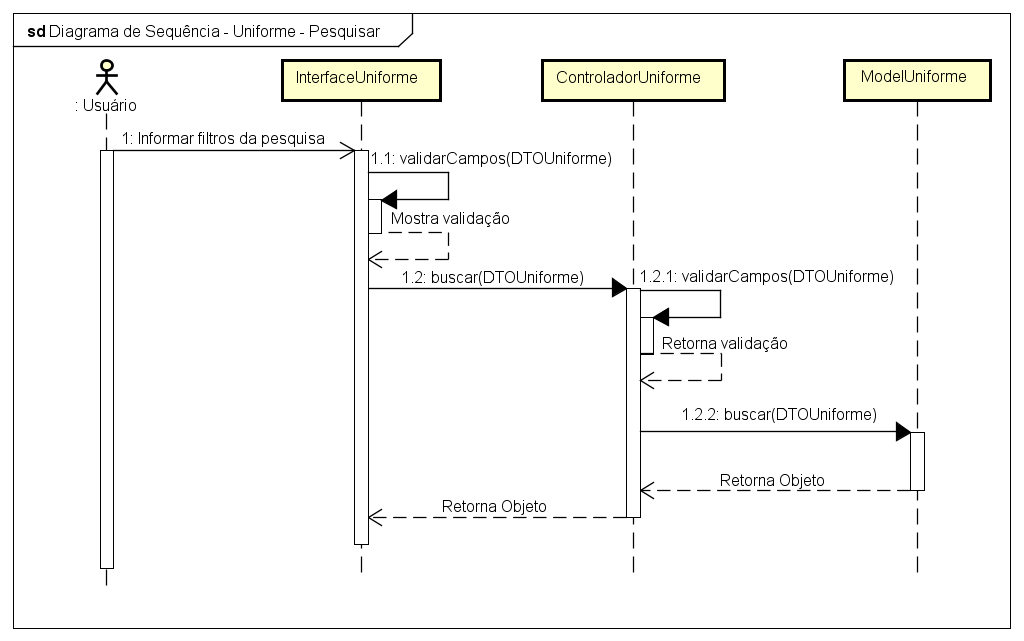 sd Diagrama de Sequência - Uniforme - Pesquisar
: Usuário
InterfaceUniforme
ControladorUniforme
ModelUniforme
1: Informar filtros da pesquisa
1.1: validarCampos(DTOUniforme)
Mostra validação
1.2: buscar(DTOUniforme)
1.2.1: validarCampos(DTOUniforme)
Retorna validação
1.2.2: buscar(DTOUniforme)
Retorna Objeto
Retorna Objeto